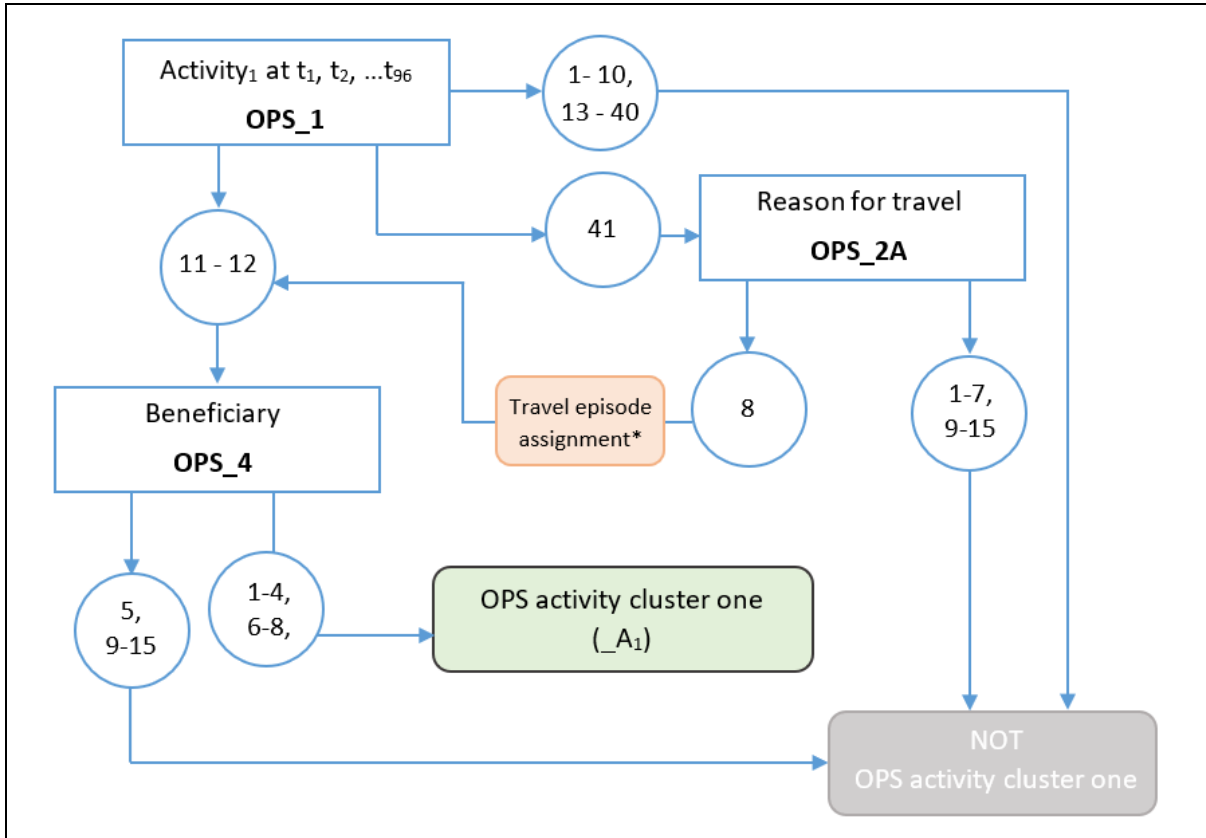 Activity₁ at t₁, t₂, ...t₉₆
OPS_1
1- 10,
13 - 40
41
Reason for travel
OPS_2A
11 - 12
Travel episode
assignment*
8
1-7,
9-15
Beneficiary
OPS_4
5,
9-15
1-4,
6-8,
OPS activity cluster one
(_A₁)
NOT
OPS activity cluster one